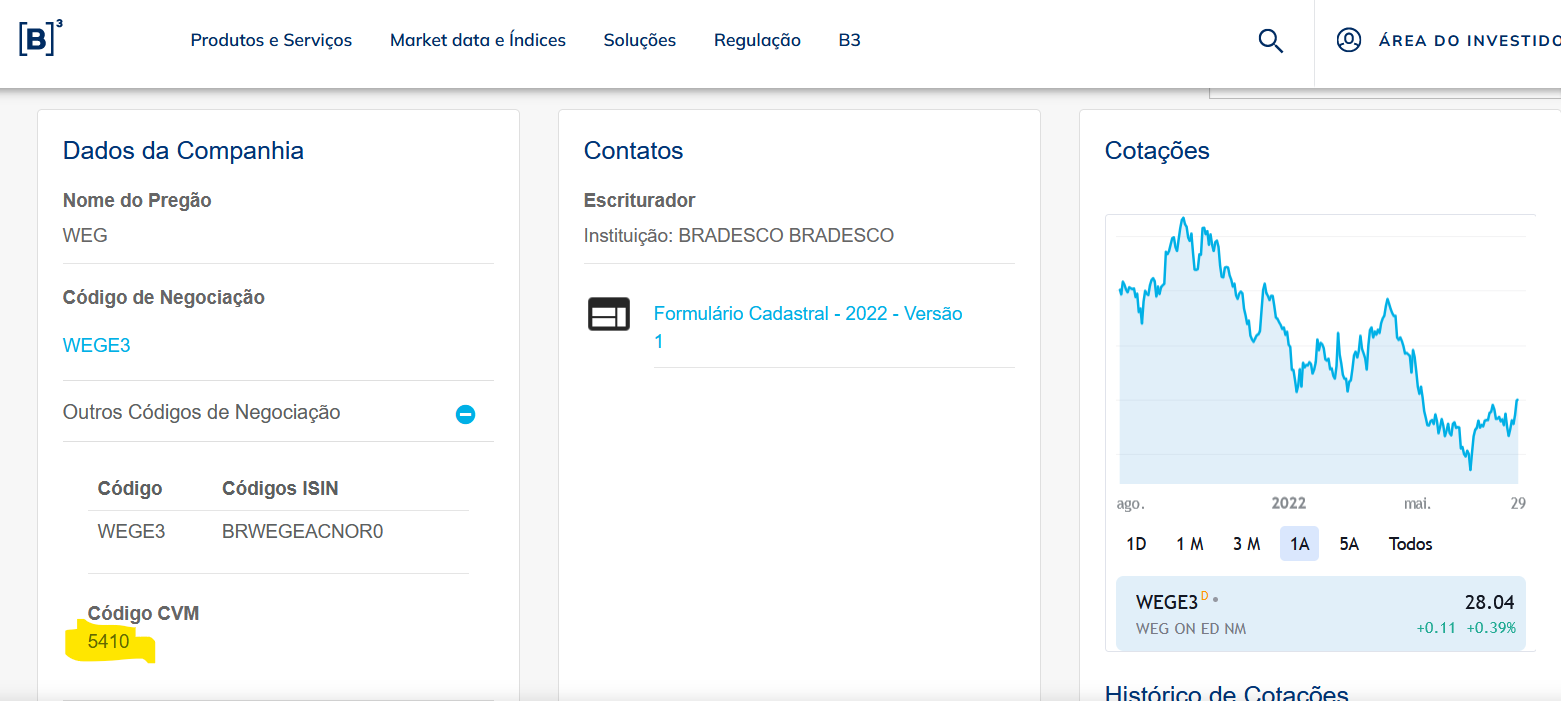 [B]³
Produtos e Serviços
Market data e Índices
Soluções
Regulação
B3
ÁREA DO INVESTIDO
Dados da Companhia
Nome do Pregão
WEG
Código de Negociação
WEGE3
Outros Códigos de Negociação
Código Códigos ISIN
WEGE3 BRWEGEACNOR0
Código CVM
5410
Contatos
Escriturador
Instituição: BRADESCO BRADESCO
Formulário Cadastral - 2022 - Versão
1
Cotações
ago. 2022 mai. 29
1D 1 M 3 M 1A 5A Todos
WEGE3 D 28.04
WEG ON ED NM +0.11 +0.39%
Histórico de Cotações